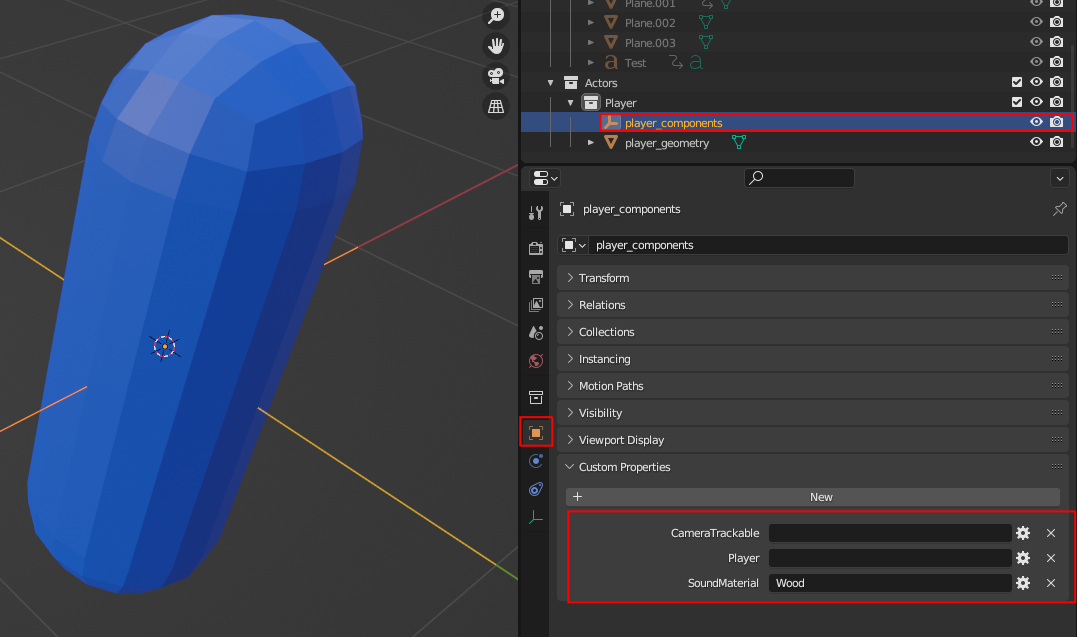 Plane.001
Plane.002
Plane.003
Test
Actors
Player
player_components
player_geometry
player_components
player_components
Transform
Relations
Collections
Instancing
Motion Paths
Visibility
Viewport Display
Custom Properties
New
CameraTrackable
Player
SoundMaterial Wood